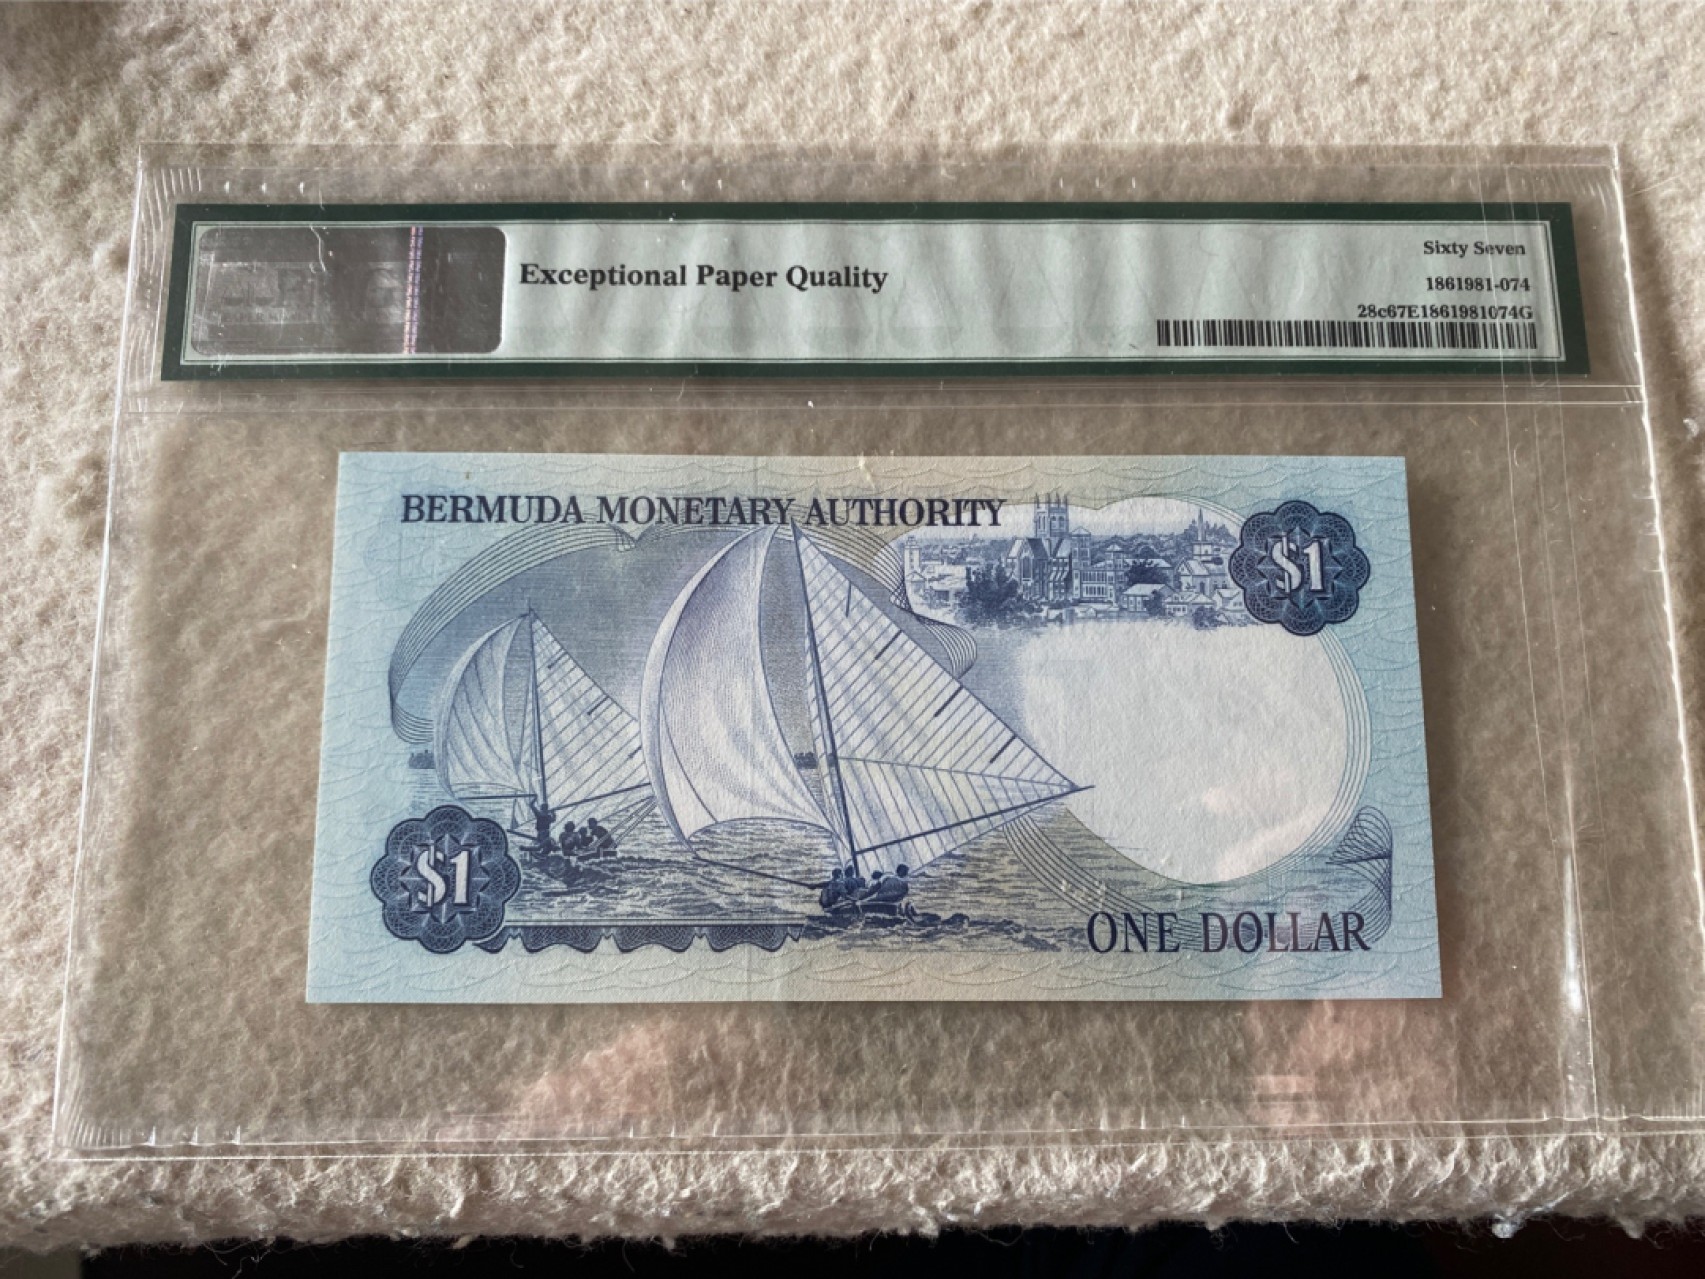 Exceptional Paper Quality
Sixty Seven
1861981-074
28c67E1861981074G
BERMUDA MONETARY AUTHORITY
$1
$1
ONE DOLLAR